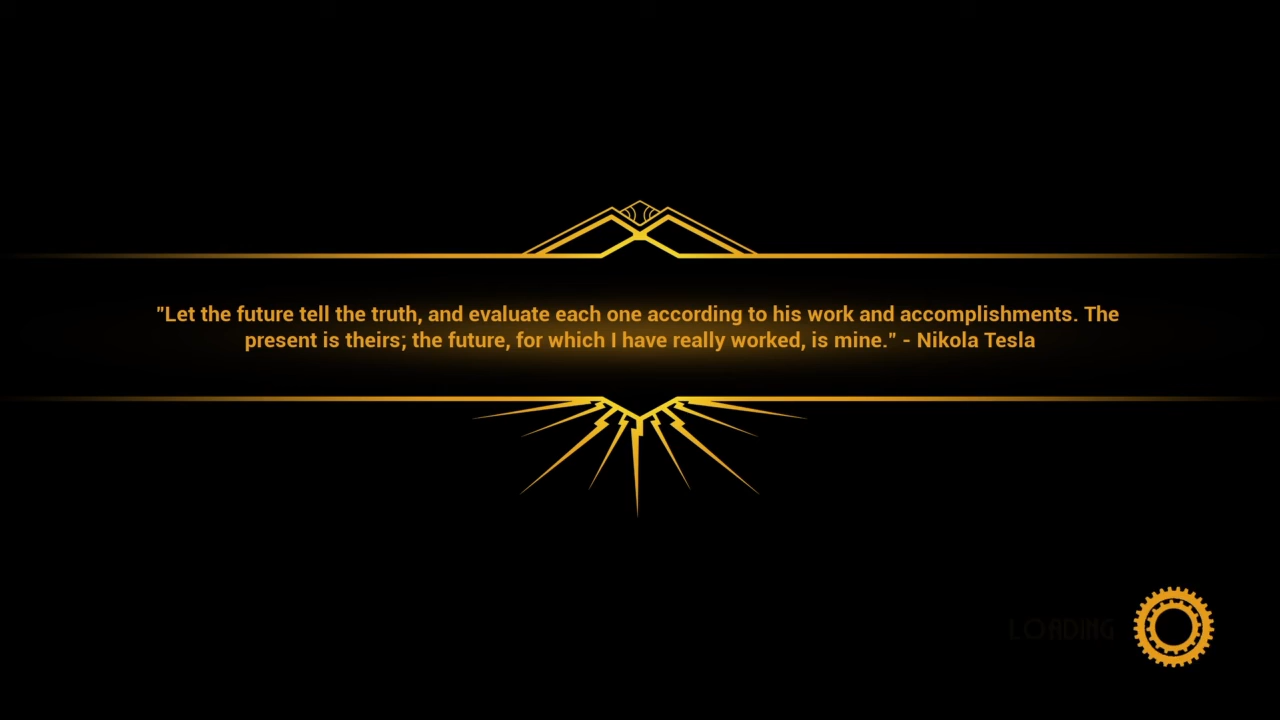 "Let the future tell the truth, and evaluate each one according to his work and accomplishments. The
present is theirs; the future, for which I have really worked, is mine." - Nikola Tesla
LOADING